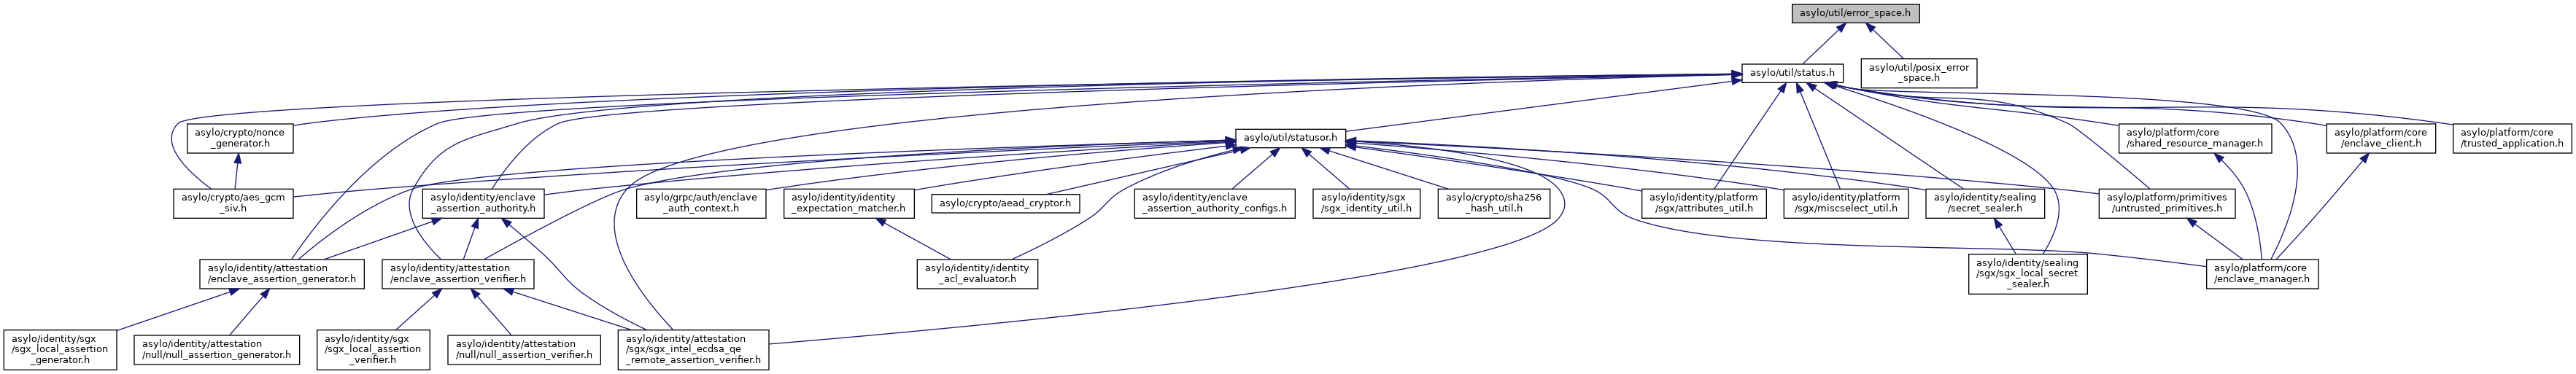 asylo/util/error_space.h
asylo/util/status.h
asylo/util/posix_error
_space.h
asylo/crypto/nonce
_generator.h
asylo/util/statusor.h
asylo/platform/core
/shared_resource_manager.h
asylo/platform/core
/enclave_client.h
asylo/platform/core
/trusted_application.h
asylo/crypto/aes_gcm
_siv.h
asylo/identity/enclave
_assertion_authority.h
asylo/grpc/auth/enclave
_auth_context.h
asylo/identity/identity
_expectation_matcher.h
asylo/crypto/aead_cryptor.h
asylo/identity/enclave
_assertion_authority_configs.h
asylo/identity/sgx
/sgx_identity_util.h
asylo/crypto/sha256
_hash_util.h
asylo/identity/platform
/sgx/attributes_util.h
asylo/identity/platform
/sgx/miscselect_util.h
asylo/identity/sealing
/secret_sealer.h
asylo/platform/primitives
/untrusted_primitives.h
asylo/identity/attestation
/enclave_assertion_generator.h
asylo/identity/attestation
/enclave_assertion_verifier.h
asylo/identity/identity
_acl_evaluator.h
asylo/identity/sealing
/sgx/sgx_local_secret
_sealer.h
asylo/platform/core
/enclave_manager.h
asylo/identity/sgx
/sgx_local_assertion
_generator.h
asylo/identity/attestation
/null/null_assertion_generator.h
asylo/identity/sgx
/sgx_local_assertion
_verifier.h
asylo/identity/attestation
/null/null_assertion_verifier.h
asylo/identity/attestation
/sgx/sgx_intel_ecdsa_qe
_remote_assertion_verifier.h